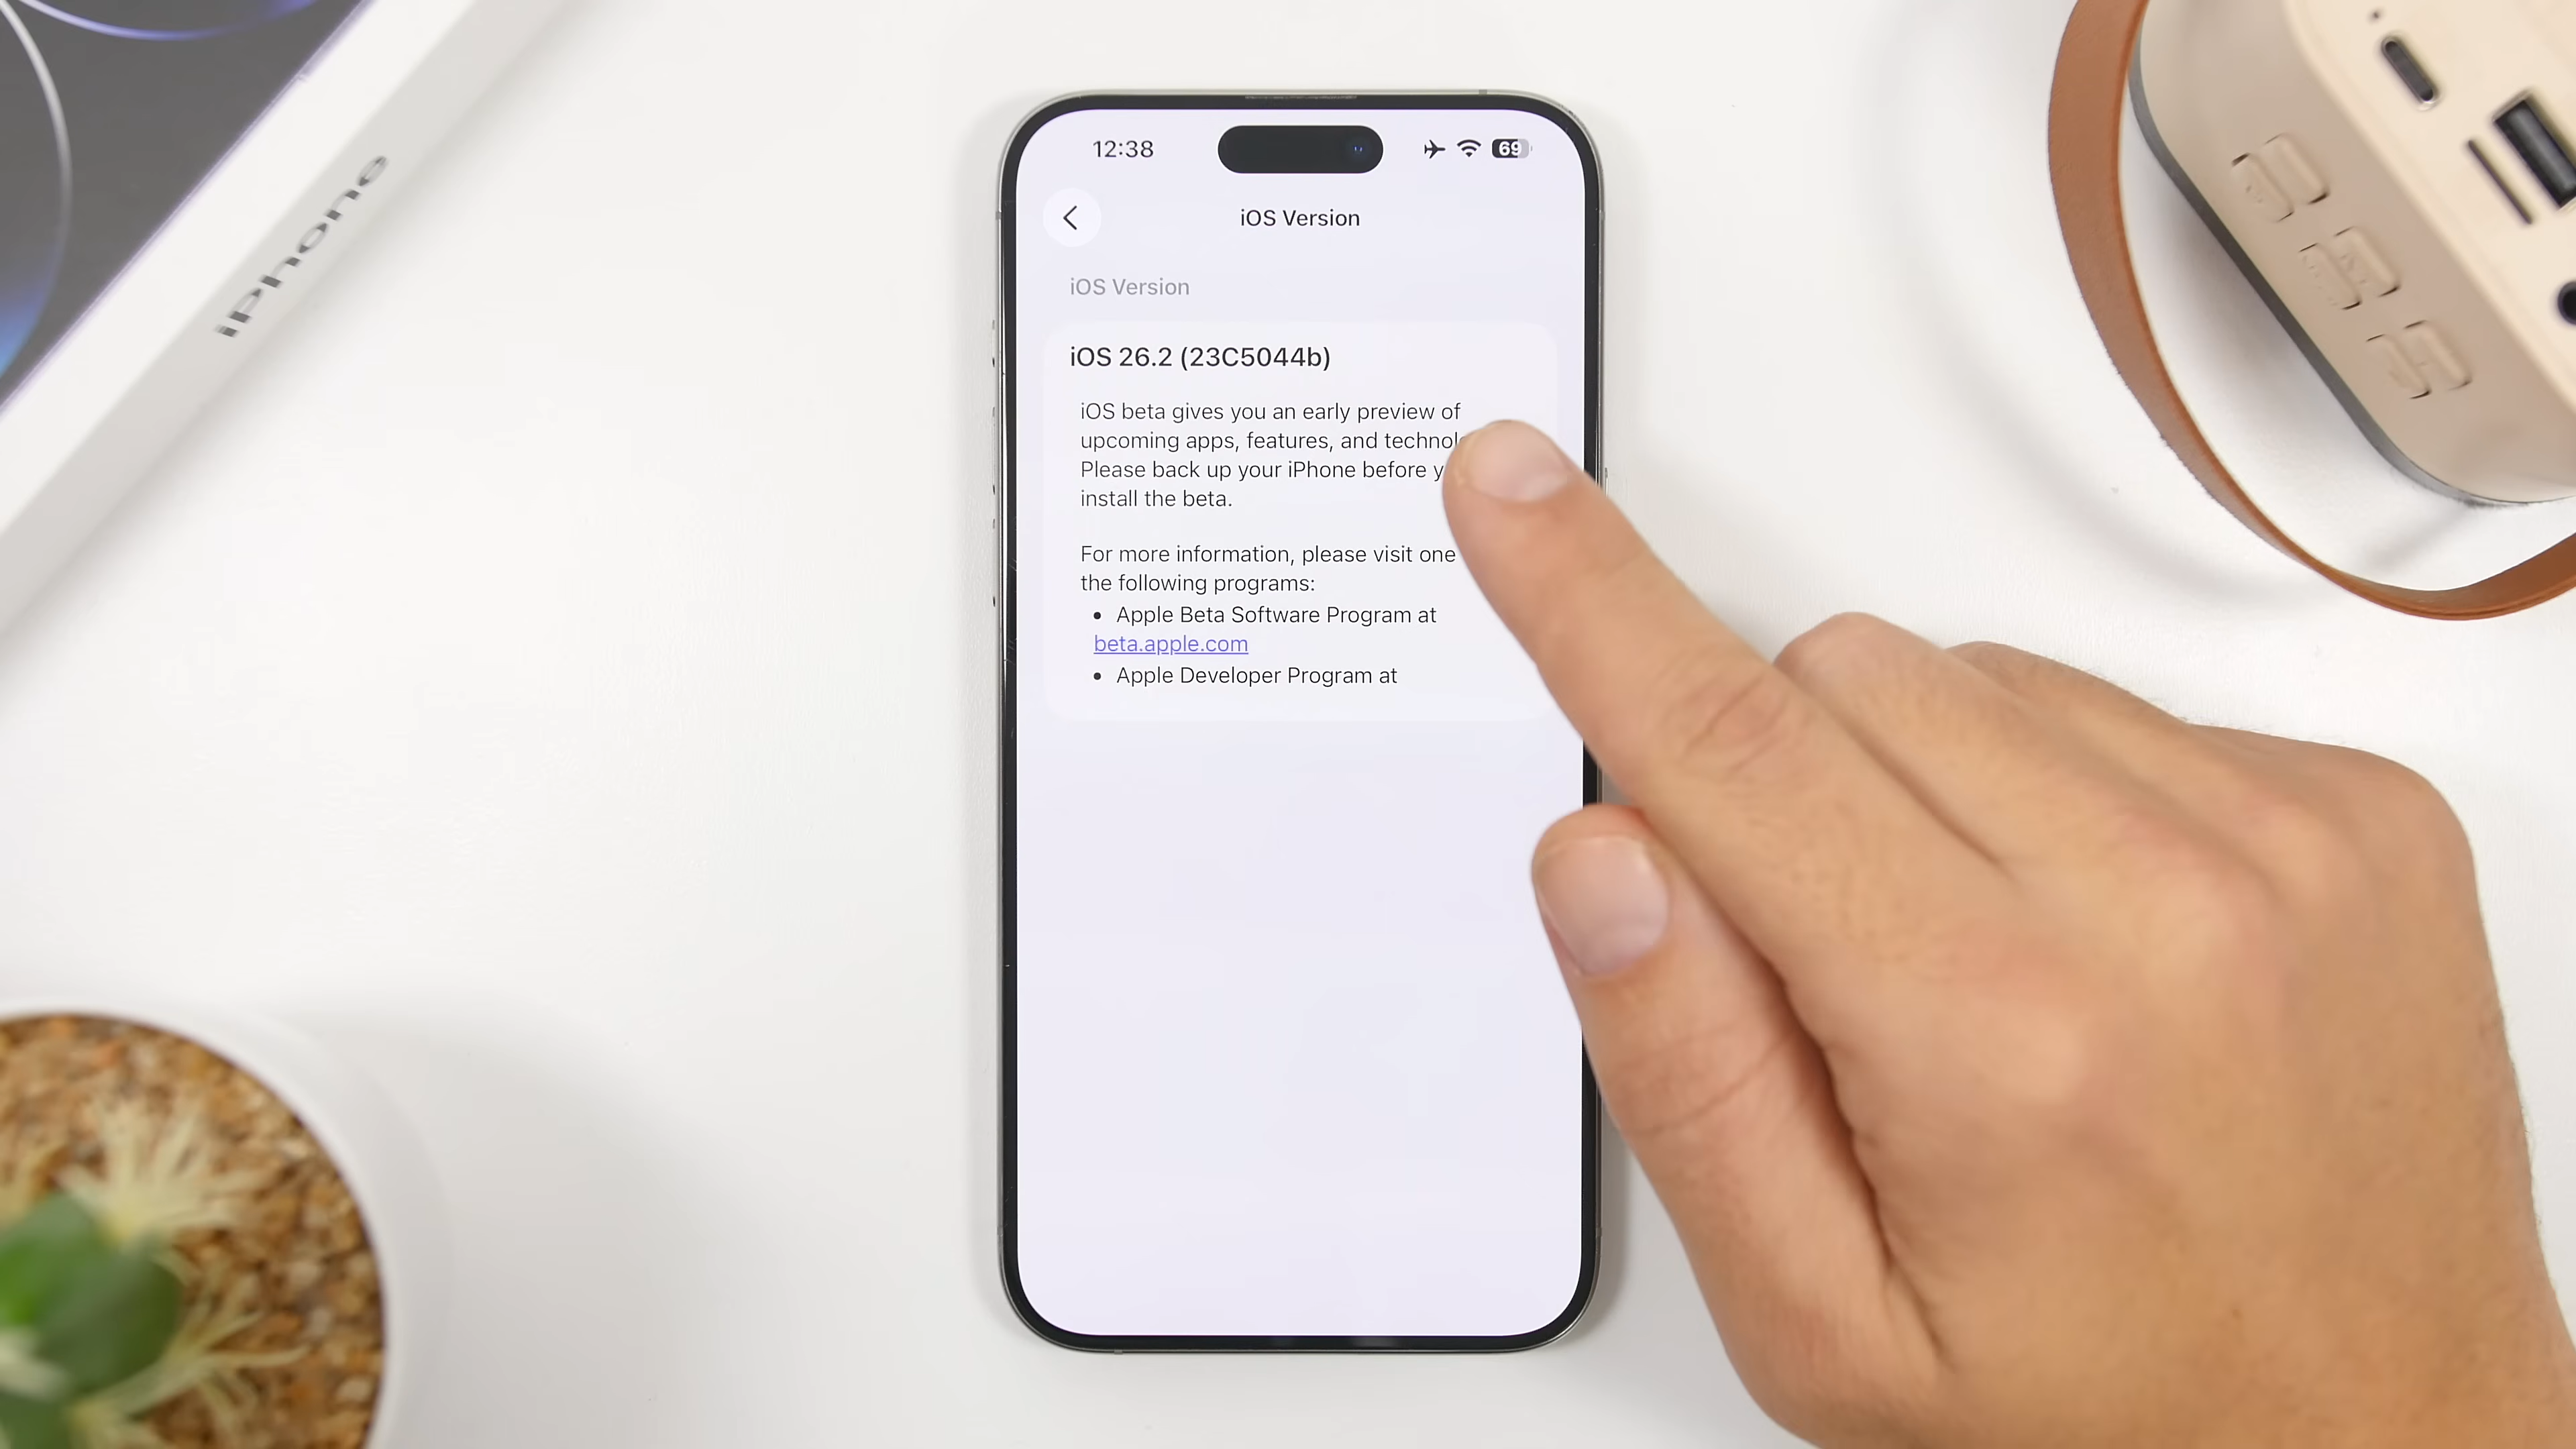 iPhone
12:38
69
iOS Version
iOS Version
iOS 26.2 (23C5044b)
iOS beta gives you an early preview of
upcoming apps, features, and
Please back up your iPhone before
install the beta.
For more information, please visit one
the following programs:
• Apple Beta Software Program at
beta.apple.com
• Apple Developer Program at